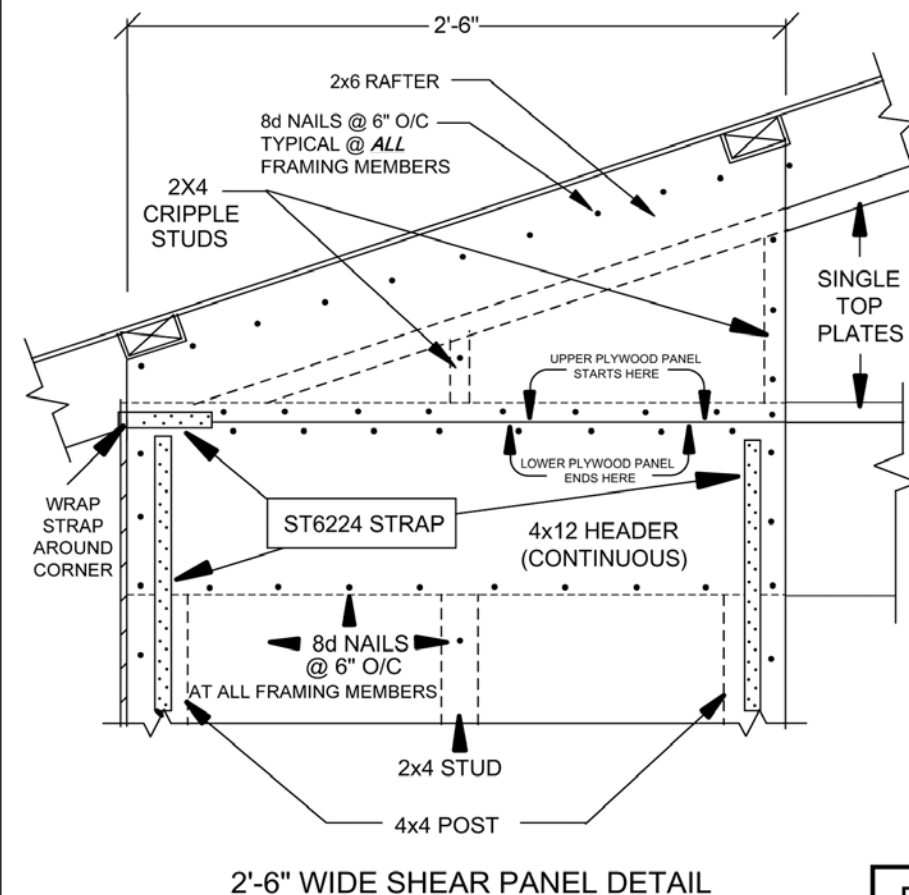 2'-6"
2x6 RAFTER
8d NAILS @ 6" O/C
TYPICAL @ ALL
FRAMING MEMBERS
2X4
CRIPPLE
STUDS
SINGLE
TOP
PLATES
UPPER PLYWOOD PANEL
STARTS HERE
LOWER PLYWOOD PANEL
ENDS HERE
WRAP
STRAP
AROUND
CORNER
ST6224 STRAP
4x12 HEADER
(CONTINUOUS)
8d NAILS
@ 6" O/C
AT ALL FRAMING MEMBERS
2x4 STUD
4x4 POST
2'-6" WIDE SHEAR PANEL DETAIL